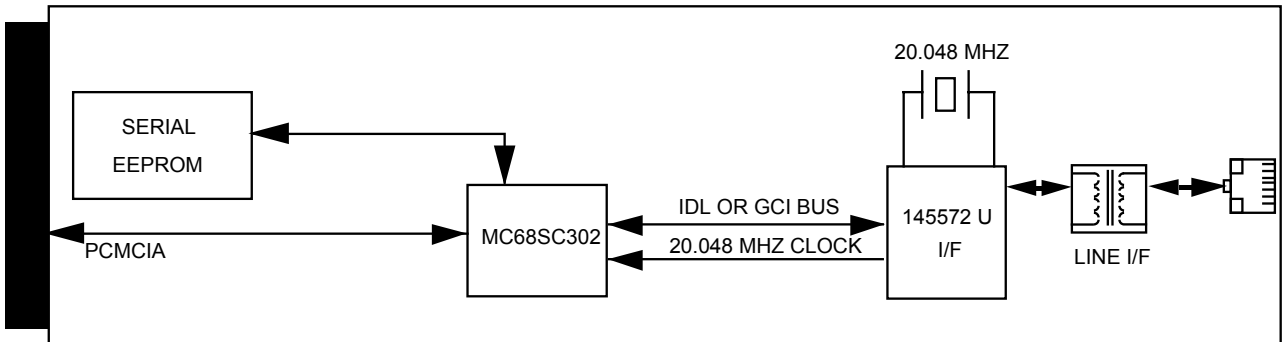 20.048 MHZ
SERIAL
EEPROM
MC68SC302
IDL OR GCI BUS
20.048 MHZ CLOCK
145572 U
I/F
LINE I/F
PCMCIA